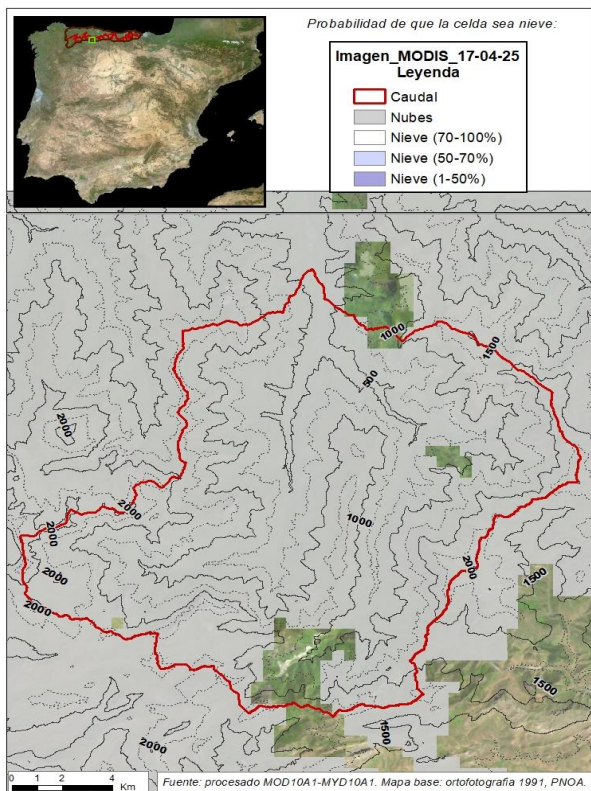 Probabilidad de que la celda sea nieve:
Imagen_MODIS_17-04-25
Leyenda
Caudal
Nubes
Nieve (70-100%)
Nieve (50-70%)
Nieve (1-50%)
1000
1500
500
2000
2000
2000
1000
2000
2000
2000
1500
1500
1500
2000
0 1 2 4
Km
Fuente: procesado MOD10A1-MYD10A1. Mapa base: ortofotografia 1991, PNOA.